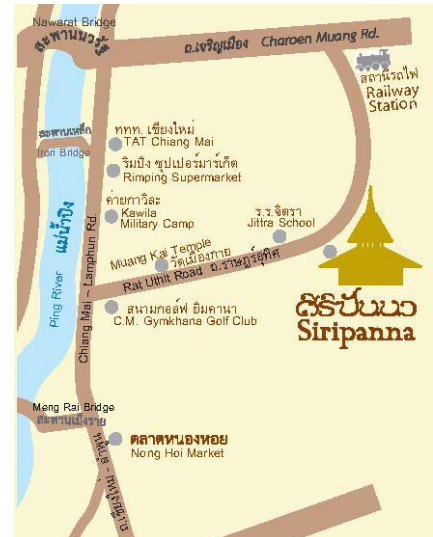 Nawarat Bridge
สะพานนวรัฐ
ถ.เจริญเมือง Charoen Muang Rd.
สถานีรถไฟ
Railway
Station
สะพานเหล็ก
Iron Bridge
ททท. เชียงใหม่
TAT Chiang Mai
ริมปิง ซุปเปอร์มาร์เก็ต
Rimping Supermarket
ค่ายกาวิละ
Kawila
Military Camp
ร.ร.จิตรา
Jittra School
Muang Kai Temple
วัดเมืองกาย
Rat Uthit Road ถ.ราษฎร์อุทิศ
Ping River แม่น้ำปิง
Chiang Mai - Lamphun Rd.
สนามกอล์ฟ ยิมคานา
C.M. Gymkhana Golf Club
สิริปันนา
Siripanna
Meng Rai Bridge
สะพานเม็งราย
ตลาดหนองหอย
Nong Hoi Market